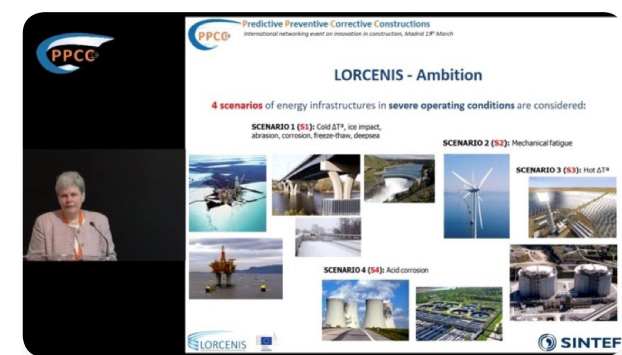 PPCC
PPCC
Predictive Preventive Corrective Constructions
International networking event on innovation in construction, Madrid 19th March
LORCENIS - Ambition
4 scenarios of energy infrastructures in severe operating conditions are considered:
SCENARIO 1 (S1): Cold ΔTª, ice impact,
abrasion, corrosion, freeze-thaw, deepsea
SCENARIO 2 (S2): Mechanical fatigue
SCENARIO 3 (S3): Hot ΔTª
SCENARIO 4 (S4): Acid corrosion
LORCENIS
SINTEF